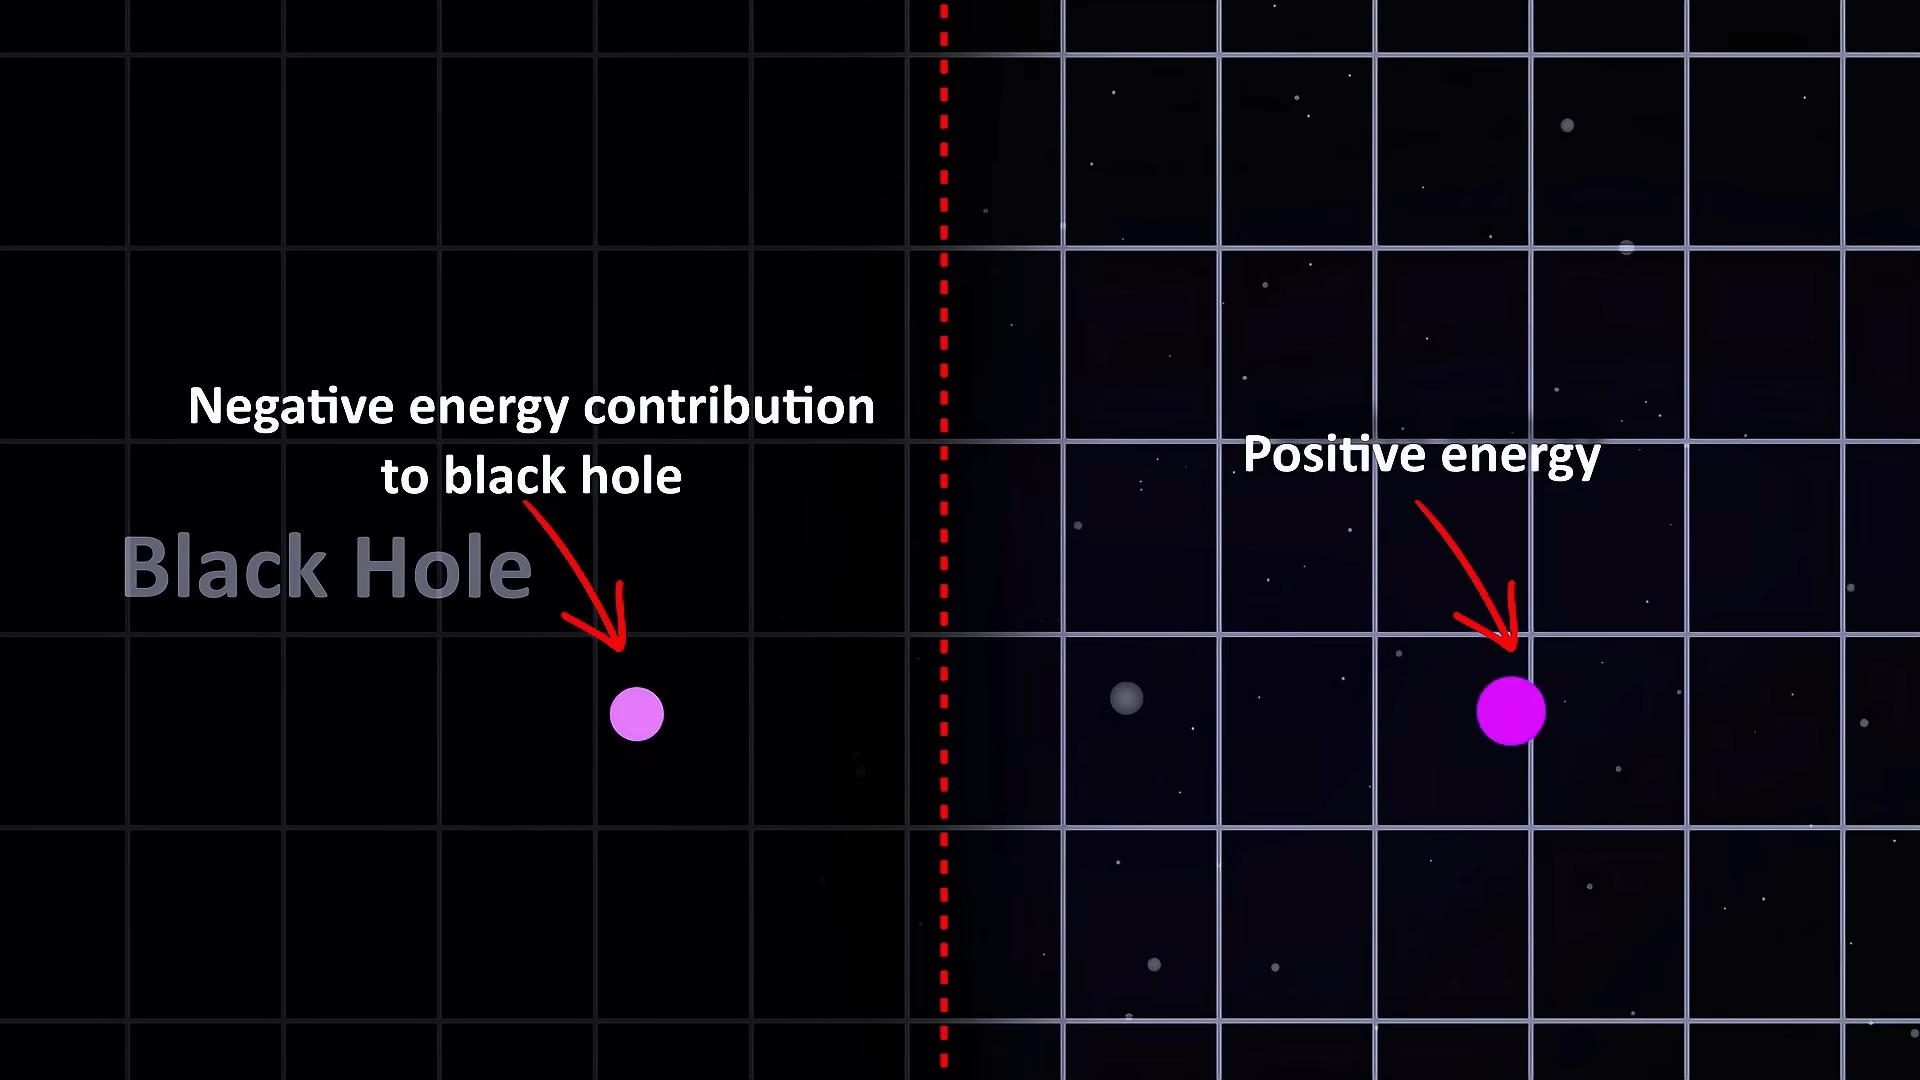 Negative energy contribution
to black hole
Positive energy
Black Hole